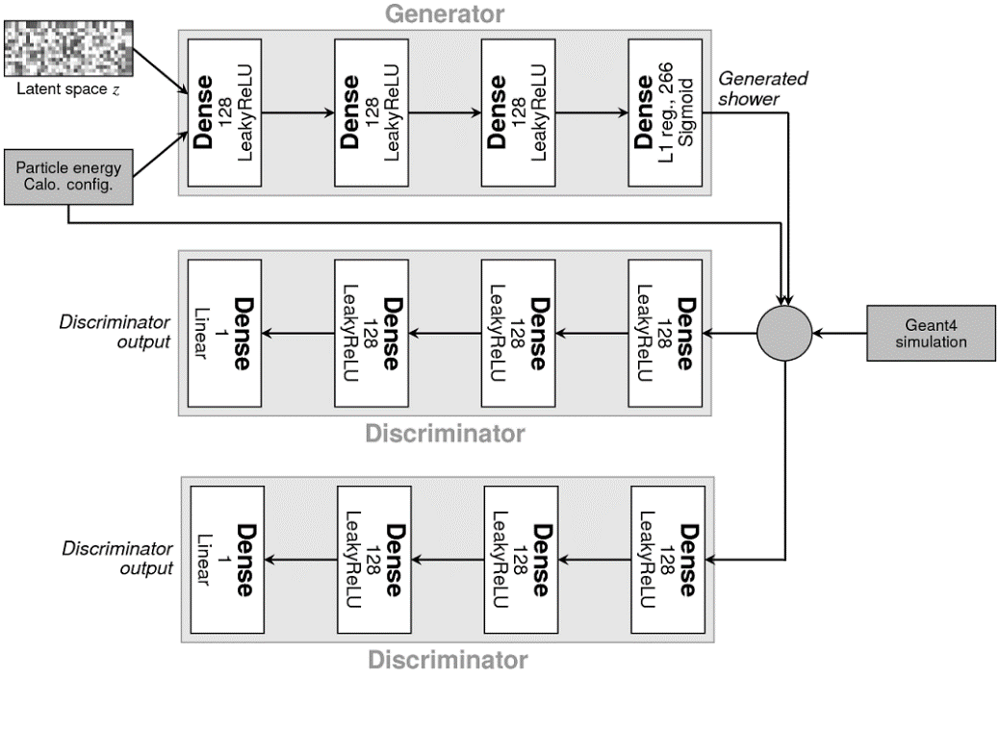 Generator
Latent space z
Particle energy
Calo. config.
Dense
128
LeakyReLU
Dense
128
LeakyReLU
Dense
128
LeakyReLU
Dense
L1 reg., 266
Sigmoid
Generated
shower
Discriminator
output
Dense
1
Linear
Dense
128
LeakyReLU
Dense
128
LeakyReLU
Dense
128
LeakyReLU
Geant4
simulation
Discriminator
Discriminator
output
Dense
1
Linear
Dense
128
LeakyReLU
Dense
128
LeakyReLU
Dense
128
LeakyReLU
Discriminator